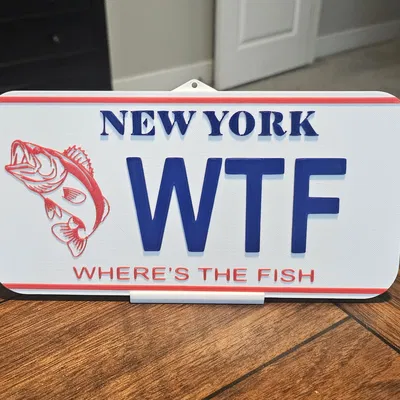 NEW YORK
WTF
WHERE'S THE FISH